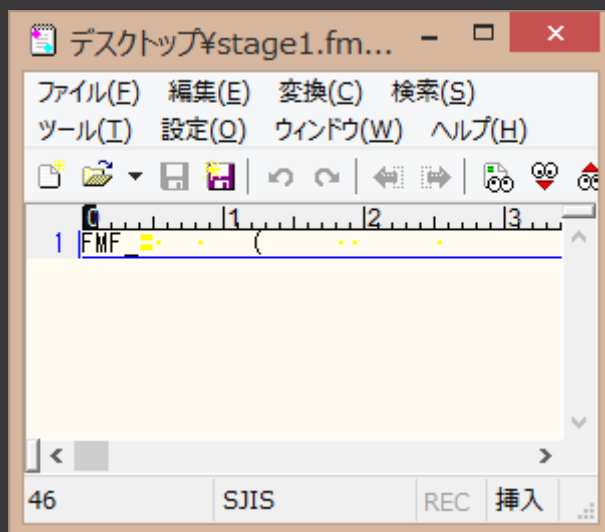 デスクトップ¥stage1.fm...
ファイル(F) 編集(E) 変換(C) 検索(S)
ツール(T) 設定(O) ウィンドウ(W) ヘルプ(H)
0 1 2 3
1 FMF_= (
46 SJIS REC 挿入